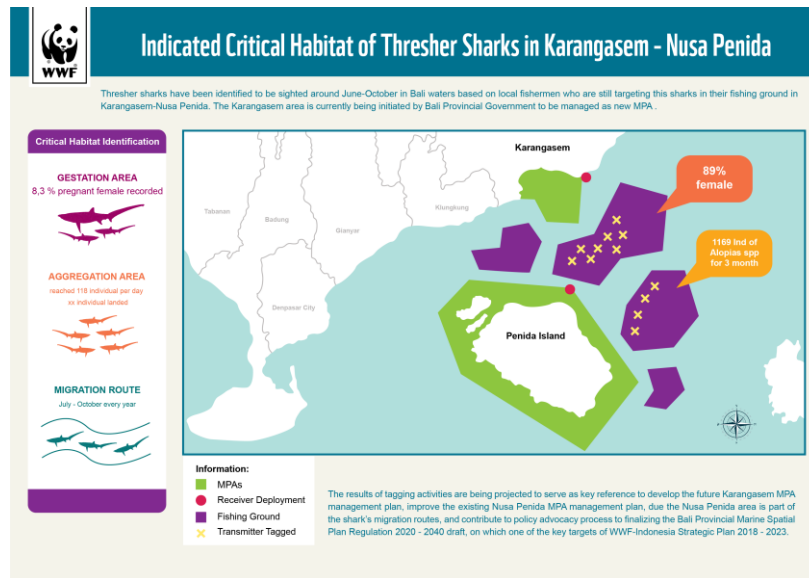 WWF
Indicated Critical Habitat of Thresher Sharks in Karangasem - Nusa Penida
Thresher sharks have been identified to be sighted around June-October in Bali waters based on local fishermen who are still targeting this sharks in their fishing ground in
Karangasem-Nusa Penida. The Karangasem area is currently being initiated by Bali Provincial Government to be managed as new MPA .
Critical Habitat Identification
GESTATION AREA
8,3 % pregnant female recorded
AGGREGATION AREA
reached 118 individual per day
xx individual landed
MIGRATION ROUTE
July - October every year
Karangasem
89%
female
Tabanan
Badung
Gianyar
Klungkung
1169 Ind of
Alopias spp
for 3 month
Denpasar City
Penida Island
Information:
MPAs
Receiver Deployment
Fishing Ground
Transmitter Tagged
The results of tagging activities are being projected to serve as key reference to develop the future Karangasem MPA
management plan, improve the existing Nusa Penida MPA management plan, due the Nusa Penida area is part of
the shark's migration routes, and contribute to policy advocacy process to finalizing the Bali Provincial Marine Spatial
Plan Regulation 2020 - 2040 draft, on which one of the key targets of WWF-Indonesia Strategic Plan 2018 - 2023.